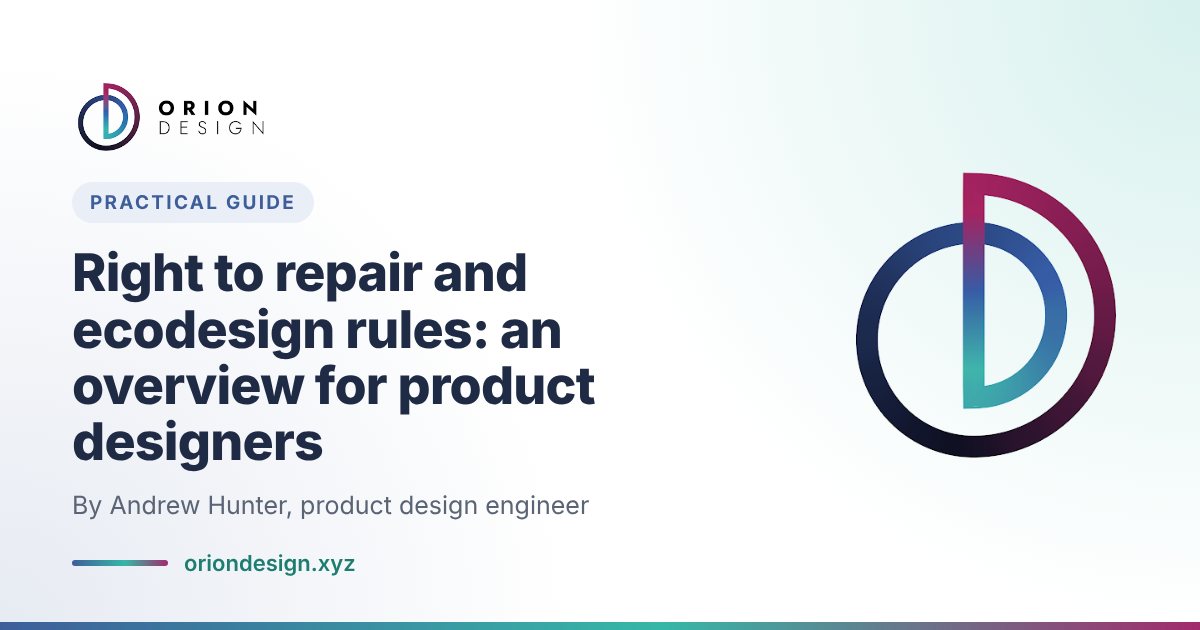 ORION
DESIGN
PRACTICAL GUIDE
Right to repair and
ecodesign rules: an
overview for product
designers
By Andrew Hunter, product design engineer
oriondesign.xyz